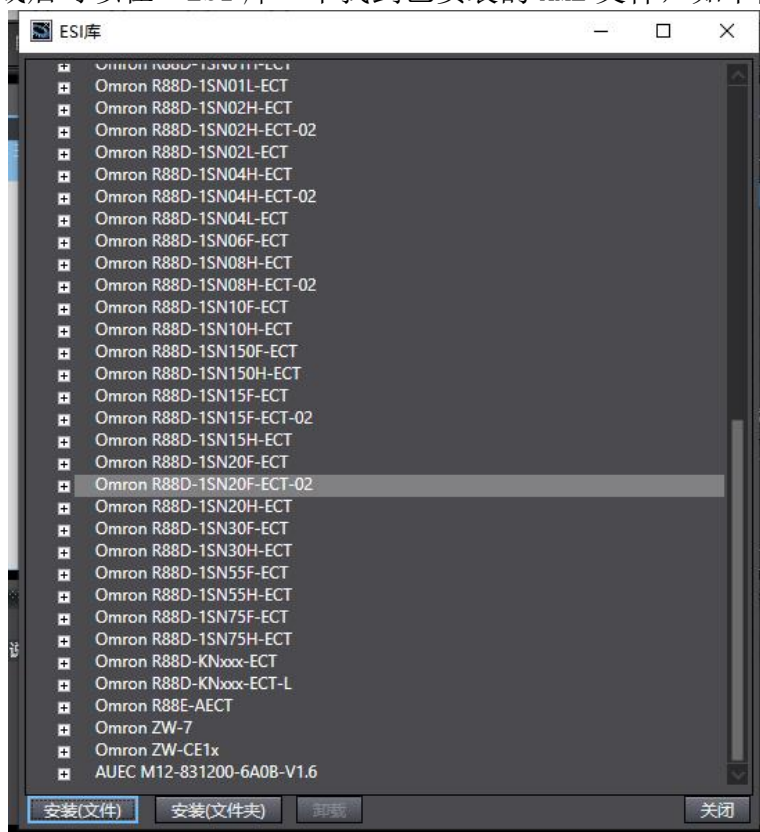 ESI库
Omron R88D-1SN01H-ECT
Omron R88D-1SN01L-ECT
Omron R88D-1SN02H-ECT
Omron R88D-1SN02H-ECT-02
Omron R88D-1SN02L-ECT
Omron R88D-1SN04H-ECT
Omron R88D-1SN04H-ECT-02
Omron R88D-1SN04L-ECT
Omron R88D-1SN06F-ECT
Omron R88D-1SN08H-ECT
Omron R88D-1SN08H-ECT-02
Omron R88D-1SN10F-ECT
Omron R88D-1SN10H-ECT
Omron R88D-1SN150F-ECT
Omron R88D-1SN150H-ECT
Omron R88D-1SN15F-ECT
Omron R88D-1SN15F-ECT-02
Omron R88D-1SN15H-ECT
Omron R88D-1SN20F-ECT
Omron R88D-1SN20F-ECT-02
Omron R88D-1SN20H-ECT
Omron R88D-1SN30F-ECT
Omron R88D-1SN30H-ECT
Omron R88D-1SN55F-ECT
Omron R88D-1SN55H-ECT
Omron R88D-1SN75F-ECT
Omron R88D-1SN75H-ECT
Omron R88D-KNxxx-ECT
Omron R88D-KNxxx-ECT-L
Omron R88E-AECT
Omron ZW-7
Omron ZW-CE1x
AUEC M12-831200-6A0B-V1.6
安装(文件) 安装(文件夹) 卸载 关闭